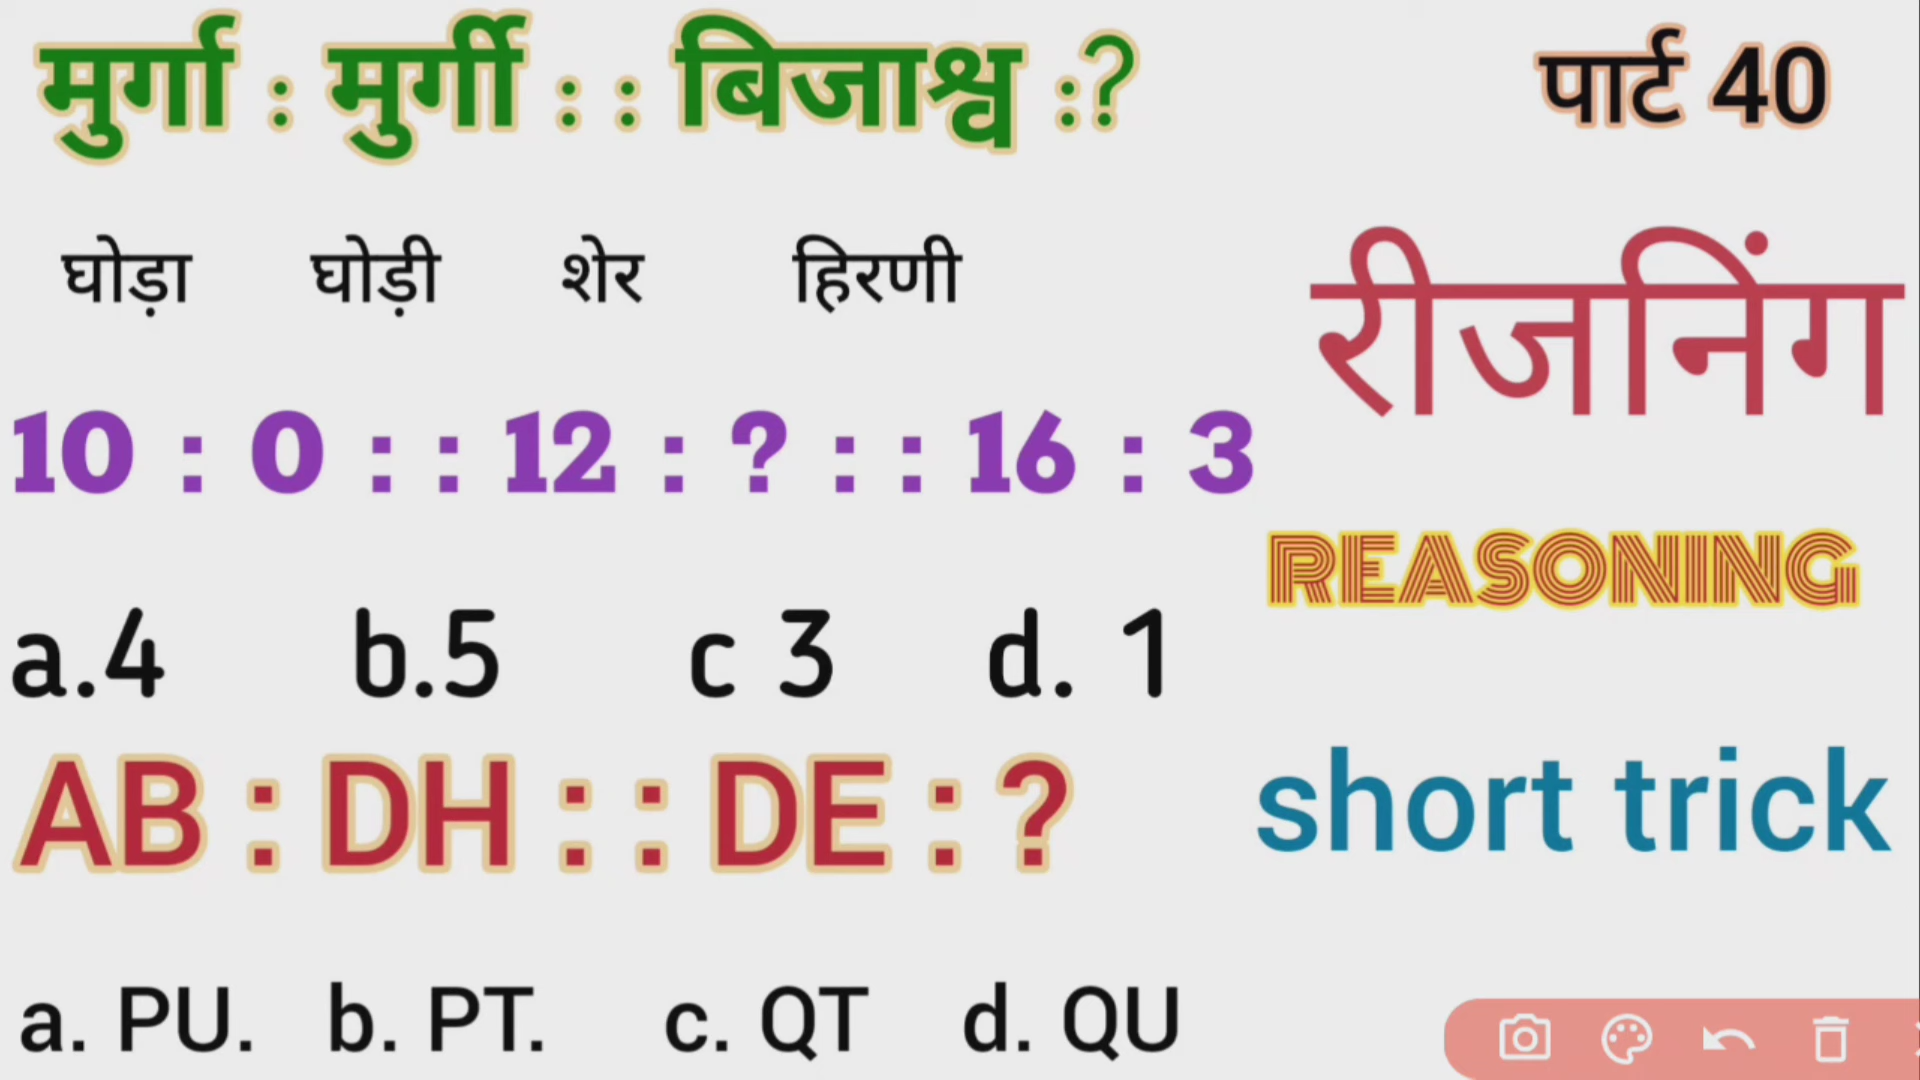 मुर्गा : मुर्गी : : बिजाश्व :?
पार्ट 40
घोड़ा घोड़ी शेर हिरणी
रीजनिंग
10 : 0 : : 12 : ? : : 16 : 3
REASONING
a.4 b.5 c 3 d. 1
AB : DH : : DE : ?
short trick
a. PU. b. PT. c. QT d. QU